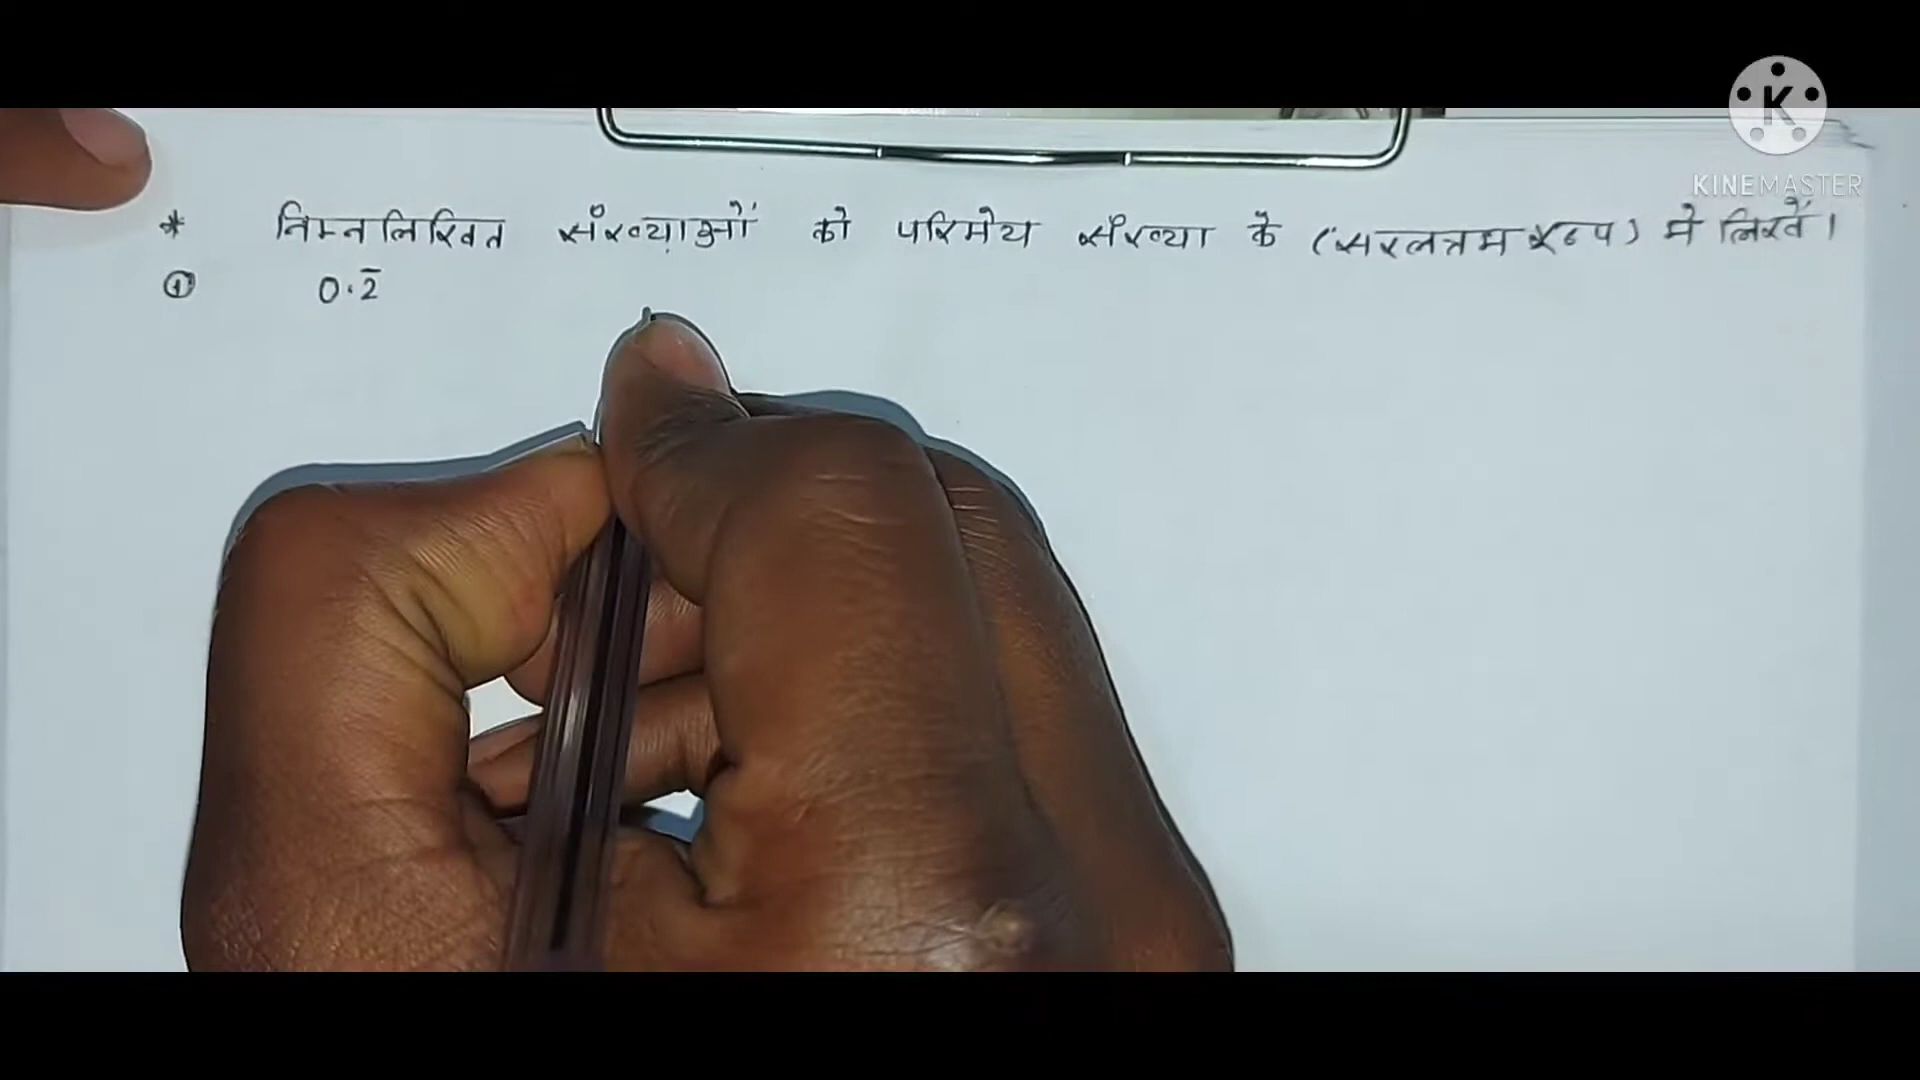 KINEMASTER
* निम्नलिखित संख्याओं को परिमेय संख्या के (सरलतम रूप) में लिखें।
① 0.2̅